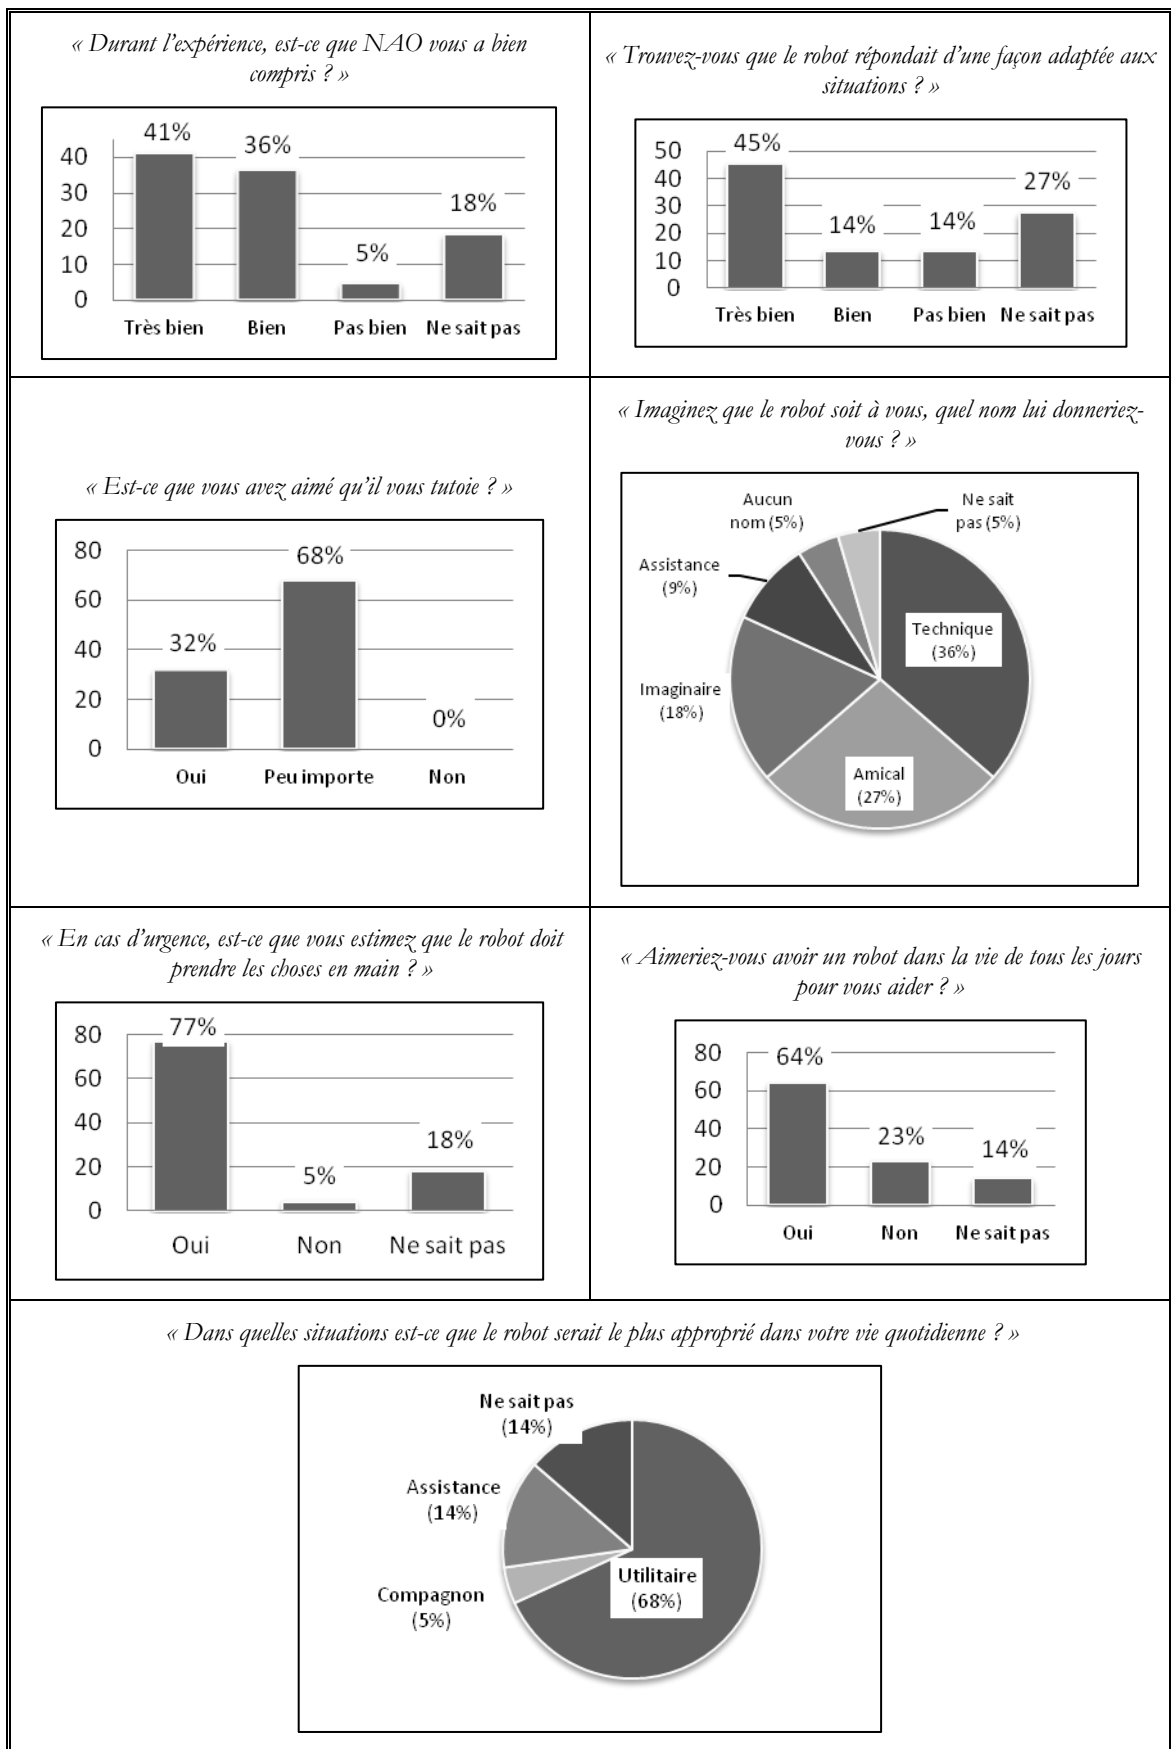 « Durant l'expérience, est-ce que NAO vous a bien
compris ? »
41%
36%
18%
5%
40
30
20
10
0
Très bien Bien Pas bien Ne sait pas
« Trouvez-vous que le robot répondait d'une façon adaptée aux
situations ? »
45%
14%
14%
27%
50
40
30
20
10
0
Très bien Bien Pas bien Ne sait pas
« Est-ce que vous avez aimé qu'il vous tutoie ? »
80
60
40
20
0
32%
68%
0%
Oui Peu importe Non
« Imaginez que le robot soit à vous, quel nom lui donneriez-
vous ? »
Aucun
nom (5%)
Ne sait
pas (5%)
Assistance
(9%)
Technique
(36%)
Imaginaire
(18%)
Amical
(27%)
« En cas d'urgence, est-ce que vous estimez que le robot doit
prendre les choses en main ? »
80
60
40
20
0
77%
5%
18%
Oui Non Ne sait pas
« Aimeriez-vous avoir un robot dans la vie de tous les jours
pour vous aider ? »
80
60
40
20
0
64%
23%
14%
Oui Non Ne sait pas
« Dans quelles situations est-ce que le robot serait le plus approprié dans votre vie quotidienne ? »
Ne sait pas
(14%)
Assistance
(14%)
Compagnon
(5%)
Utilitaire
(68%)